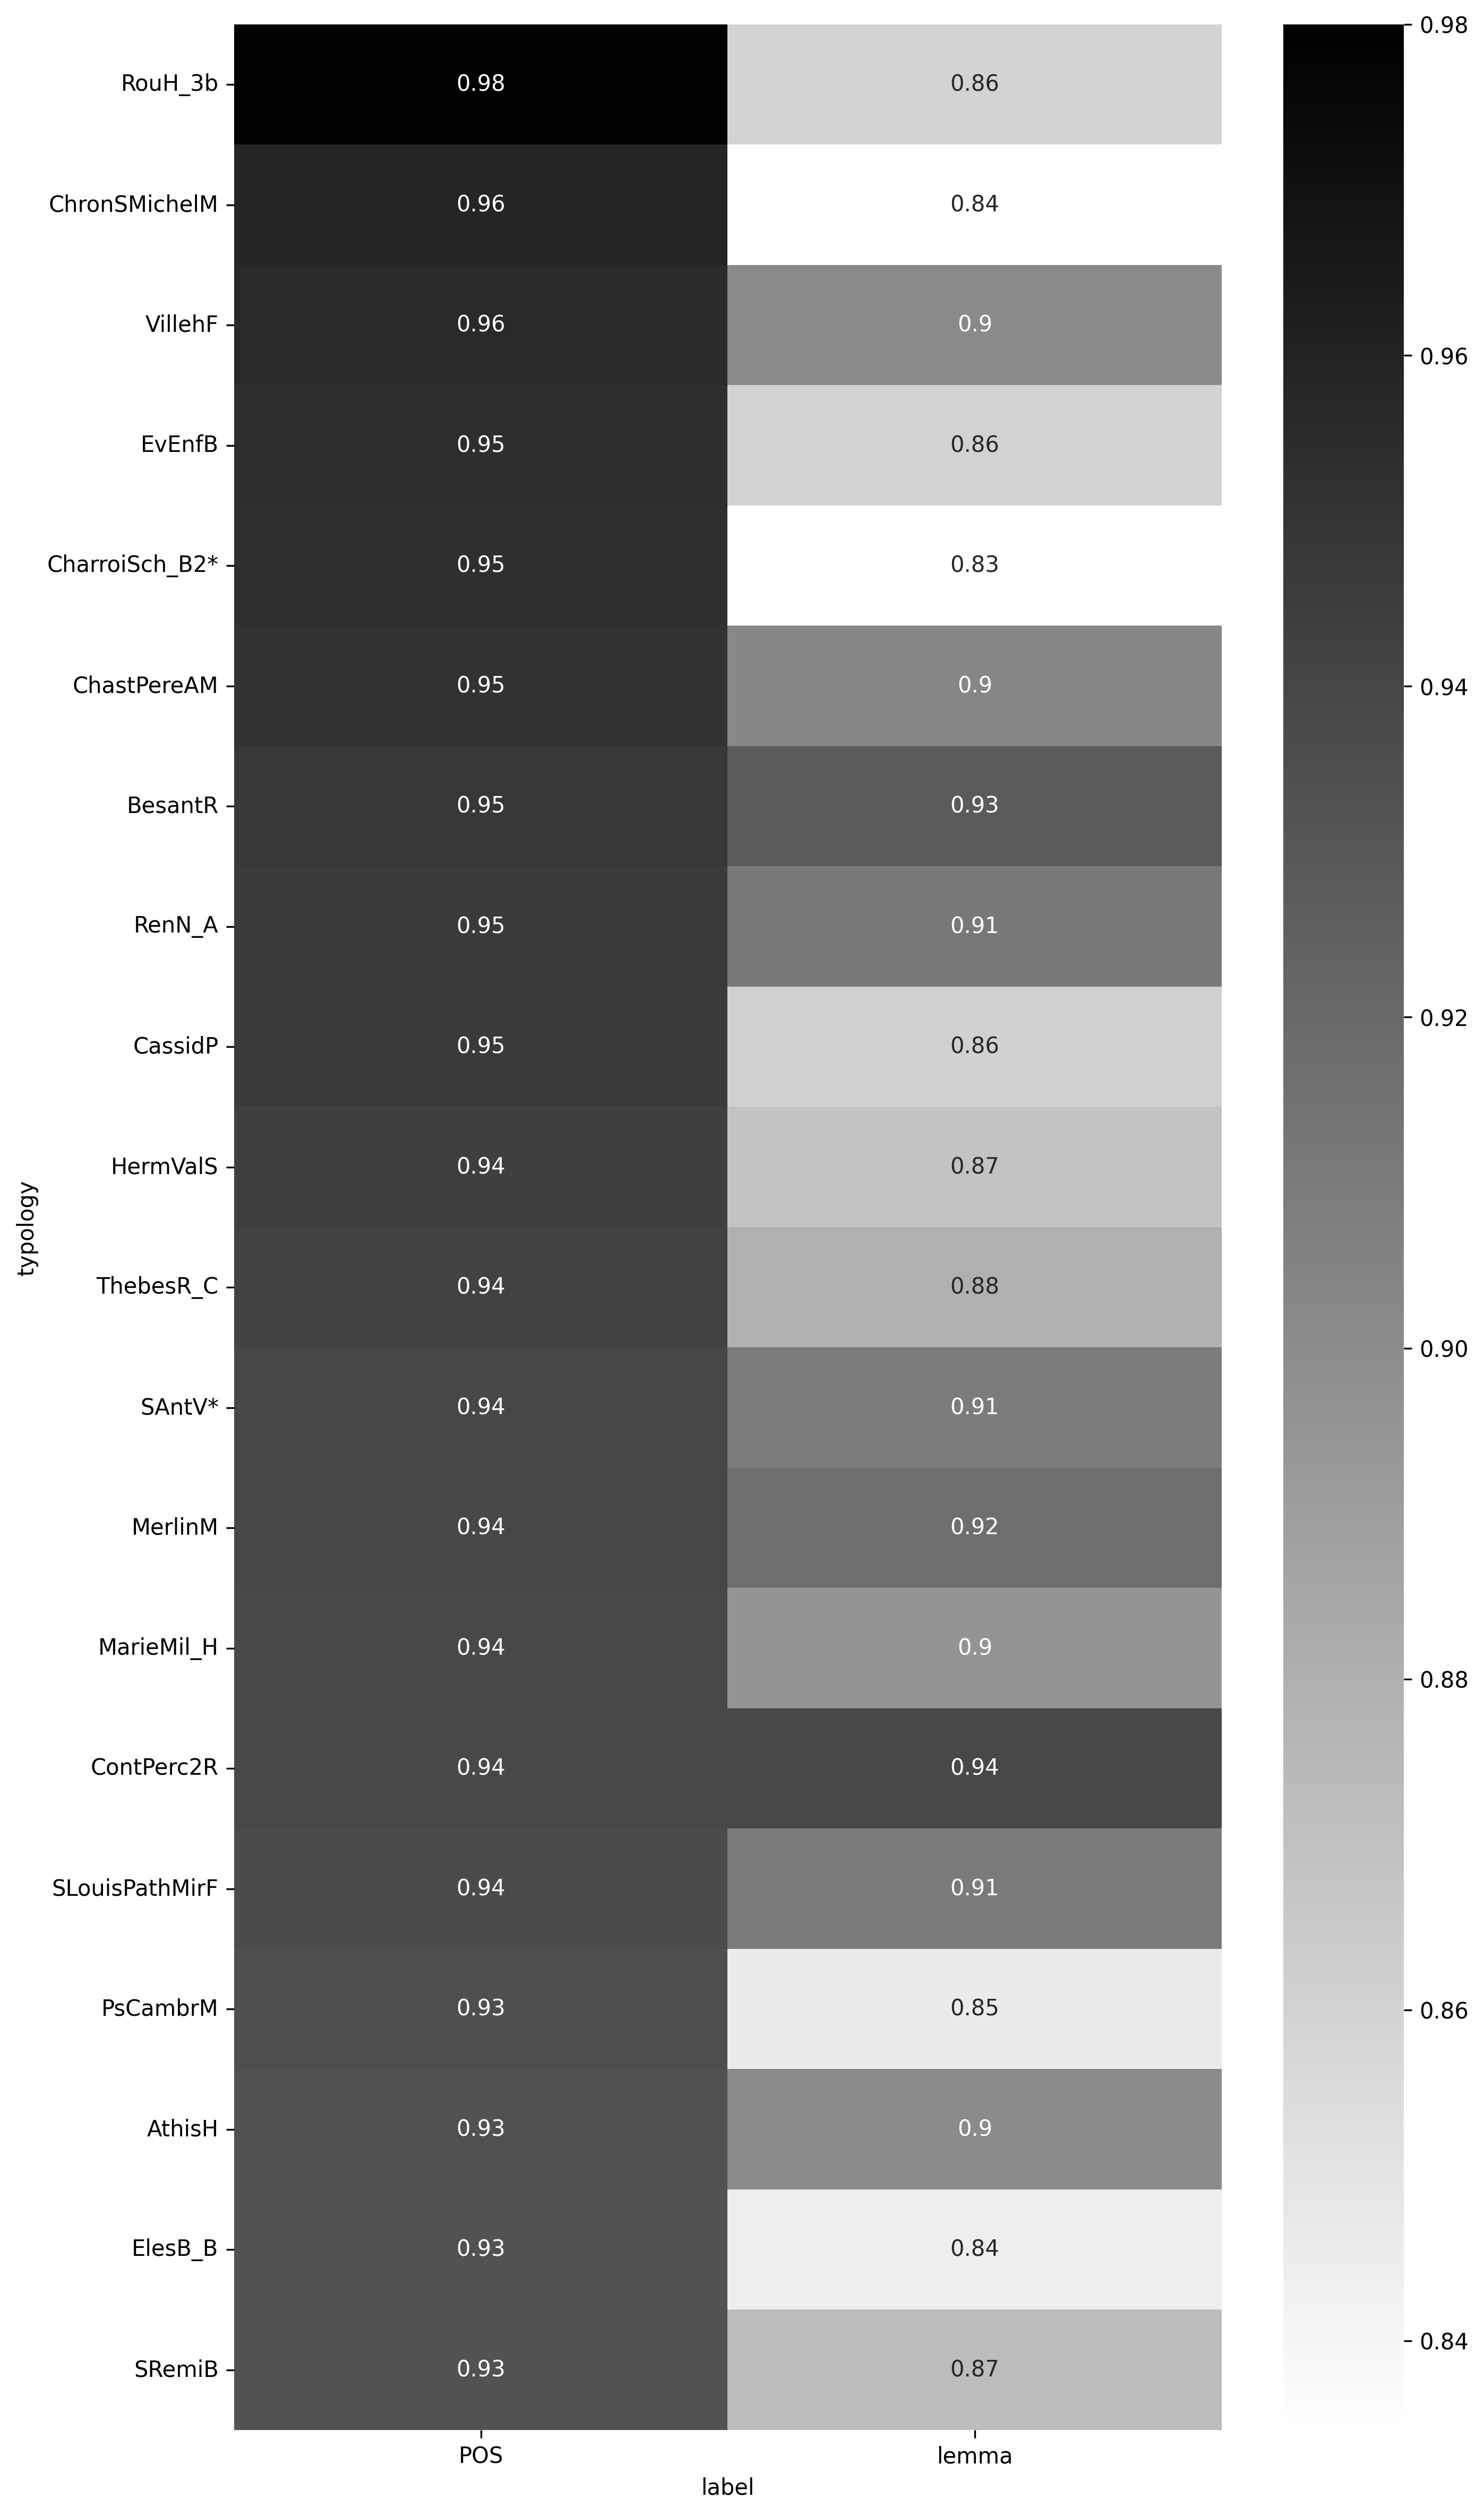 RouH_3b 0.98 0.86
ChronSMichelM 0.96 0.84
VillehF 0.96 0.9
EvEnfB 0.95 0.86
CharroiSch_B2* 0.95 0.83
ChastPereAM 0.95 0.9
BesantR 0.95 0.93
RenN_A 0.95 0.91
CassidP 0.95 0.86
HermValS 0.94 0.87
ThebesR_C 0.94 0.88
SAntV* 0.94 0.91
MerlinM 0.94 0.92
MarieMil_H 0.94 0.9
ContPerc2R 0.94 0.94
SLouisPathMirF 0.94 0.91
PsCambrM 0.93 0.85
AthisH 0.93 0.9
ElesB_B 0.93 0.84
SRemiB 0.93 0.87
typology
POS lemma
label
0.98
0.96
0.94
0.92
0.90
0.88
0.86
0.84